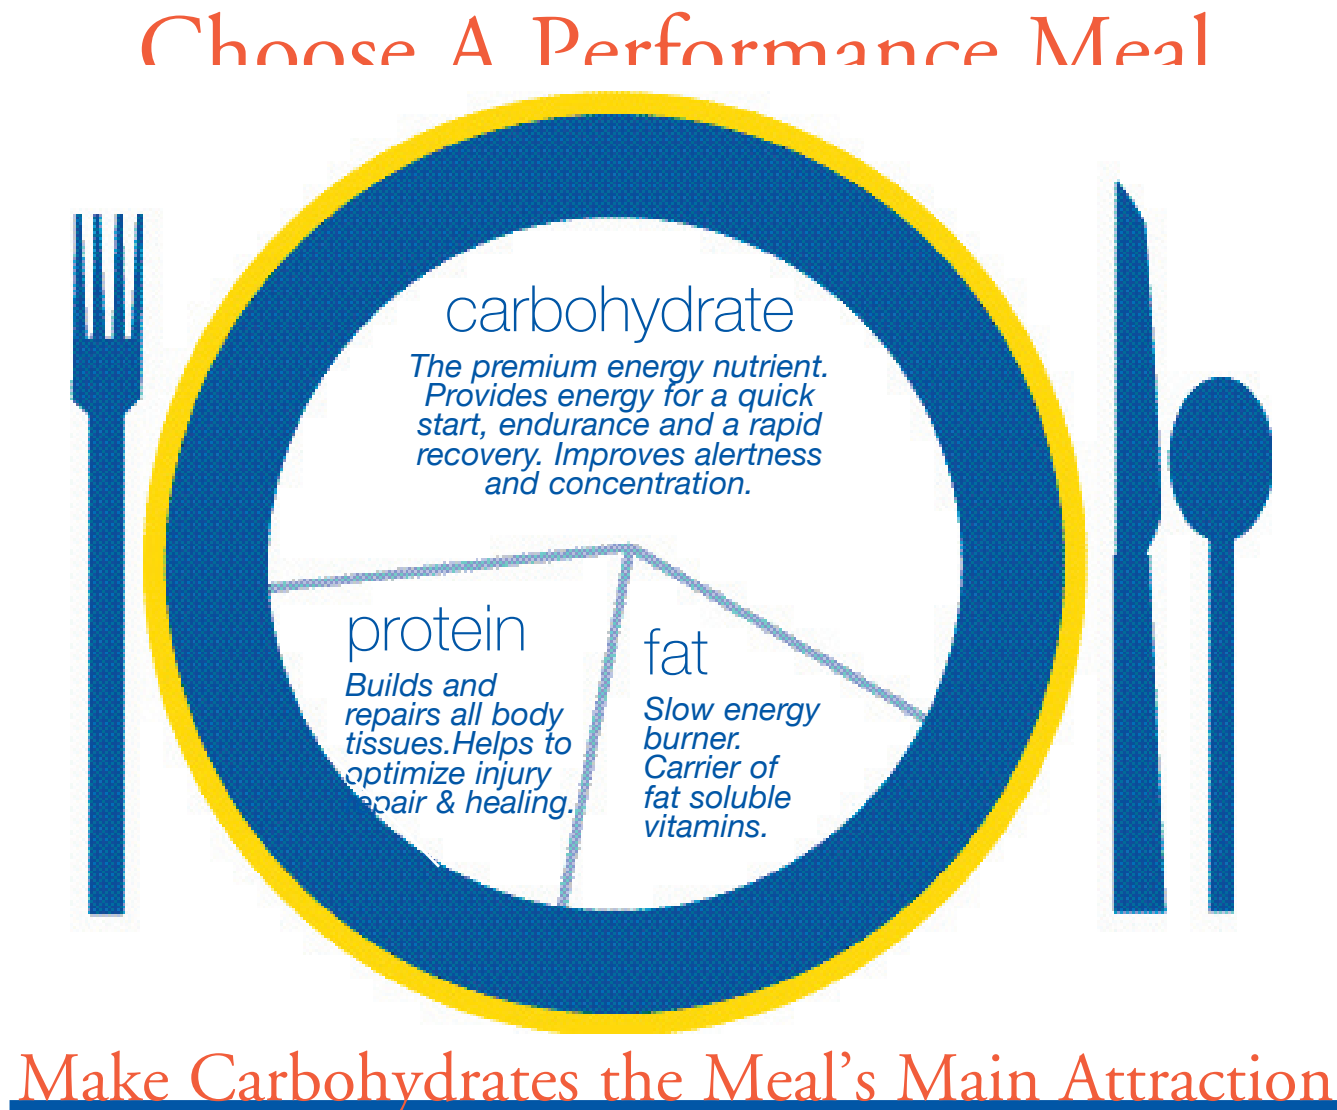 Choose A Performance Meal
carbohydrate
The premium energy nutrient.
Provides energy for a quick
start, endurance and a rapid
recovery. Improves alertness
and concentration.
protein
Builds and
repairs all body
tissues.Helps to
optimize injury
repair & healing.
fat
Slow energy
burner.
Carrier of
fat soluble
vitamins.
Make Carbohydrates the Meal's Main Attraction